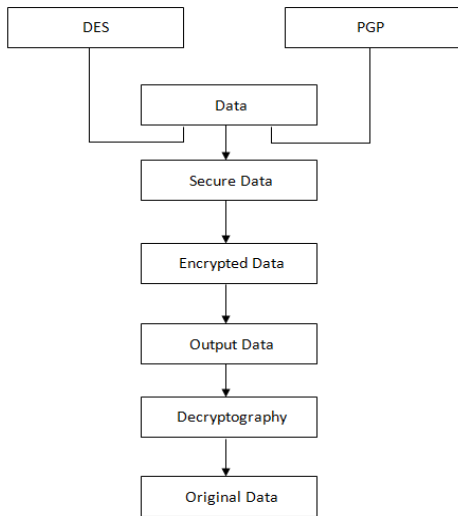 DES
PGP
Data
Secure Data
Encrypted Data
Output Data
Decryptography
Original Data